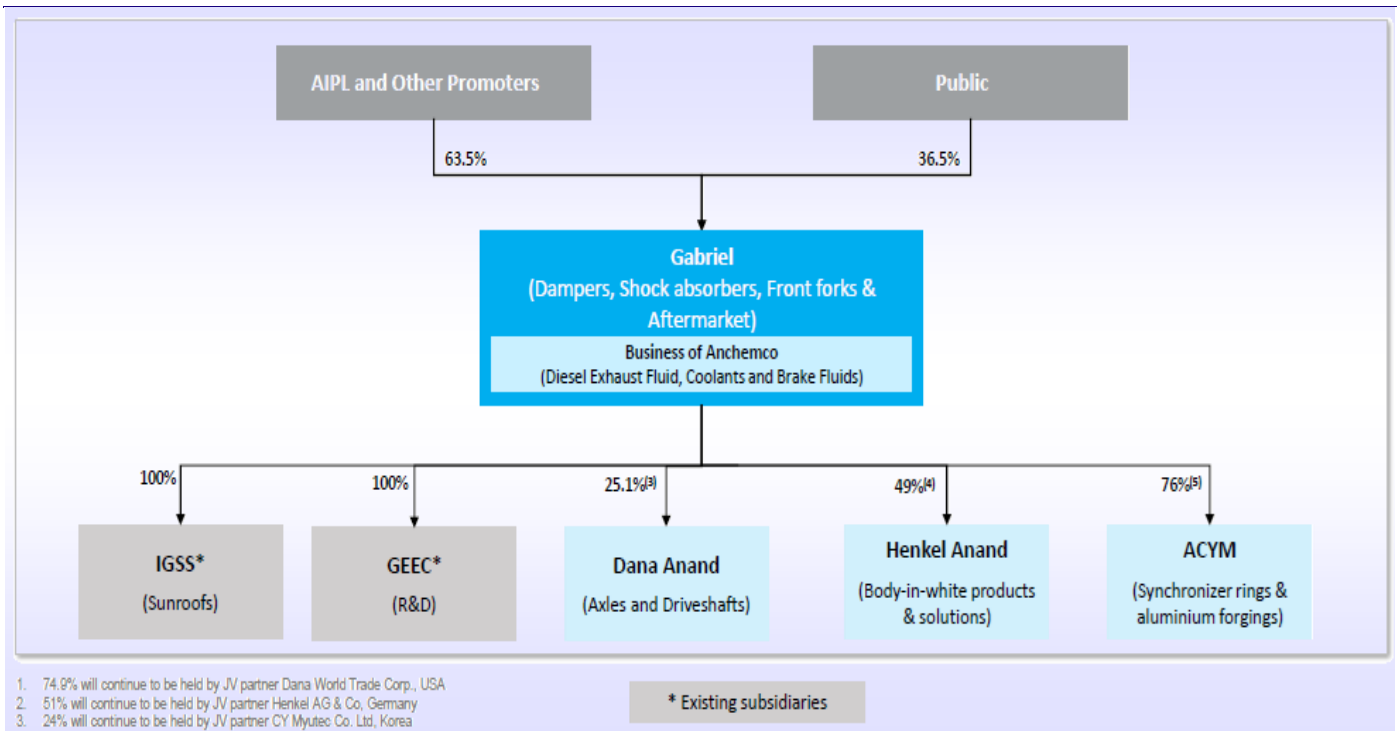 AIPL and Other Promoters
Public
63.5%
36.5%
Gabriel
(Dampers, Shock absorbers, Front forks &
Aftermarket)
Business of Anchemco
(Diesel Exhaust Fluid, Coolants and Brake Fluids)
100%
100%
25.1%(3)
49%(4)
76%(5)
IGSS*
(Sunroofs)
GEEC*
(R&D)
Dana Anand
(Axles and Driveshafts)
Henkel Anand
(Body-in-white products
& solutions)
ACYM
(Synchronizer rings &
aluminium forgings)
1. 74.9% will continue to be held by JV partner Dana World Trade Corp., USA
2. 51% will continue to be held by JV partner Henkel AG & Co, Germany
3. 24% will continue to be held by JV partner CY Myutec Co. Ltd, Korea
* Existing subsidiaries